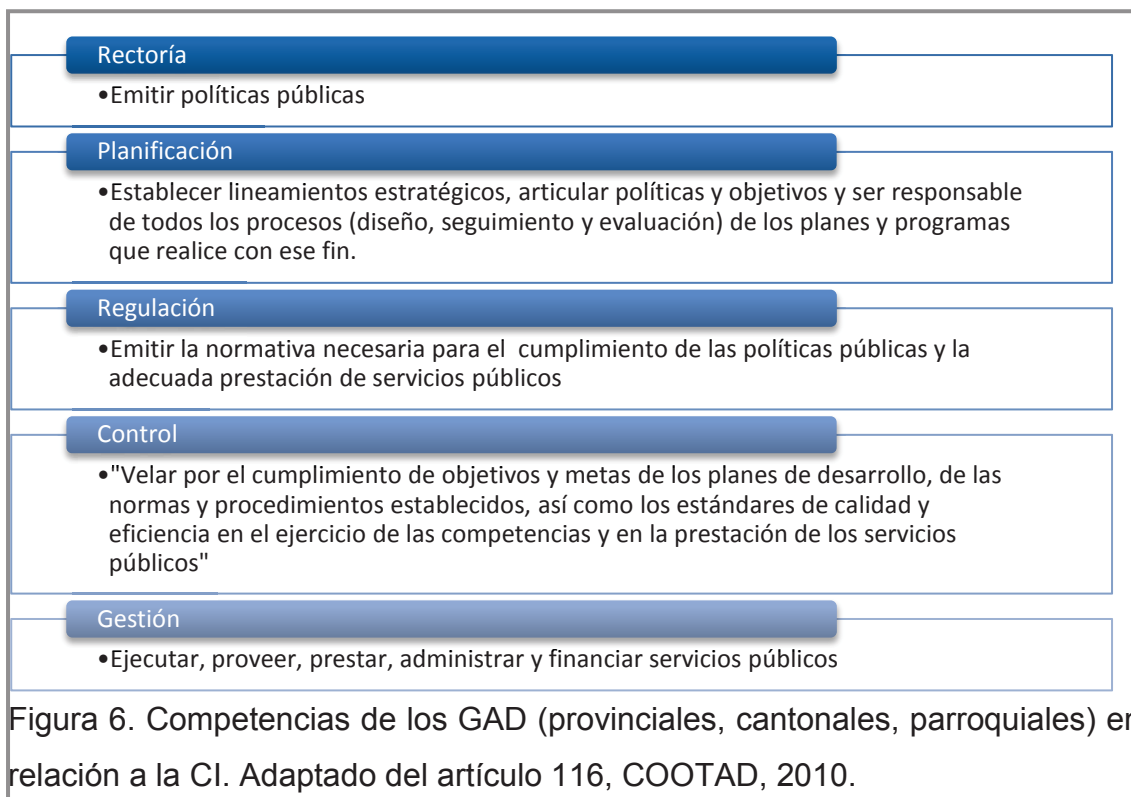 Rectoría
•Emitir políticas públicas
Planificación
•Establecer lineamientos estratégicos, articular políticas y objetivos y ser responsable
de todos los procesos (diseño, seguimiento y evaluación) de los planes y programas
que realice con ese fin.
Regulación
•Emitir la normativa necesaria para el  cumplimiento de las políticas públicas y la
adecuada prestación de servicios públicos
Control
•"Velar por el cumplimiento de objetivos y metas de los planes de desarrollo, de las
normas y procedimientos establecidos, así como los estándares de calidad y
eficiencia en el ejercicio de las competencias y en la prestación de los servicios
públicos"
Gestión
•Ejecutar, proveer, prestar, administrar y financiar servicios públicos
Figura 6. Competencias de los GAD (provinciales, cantonales, parroquiales) en
relación a la CI. Adaptado del artículo 116, COOTAD, 2010.